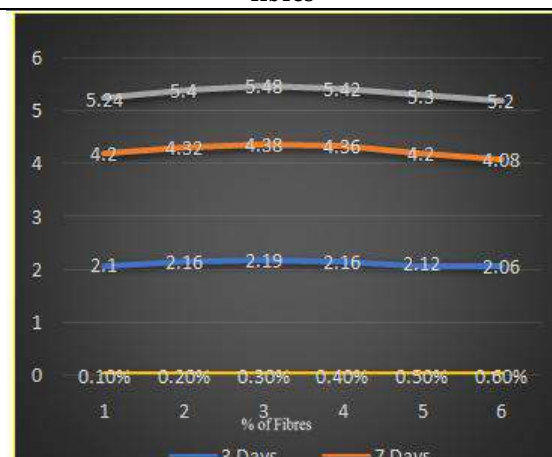 6
5.24 5.4 5.48 5.42 5.3 5.2
5
4.2 4.32 4.38 4.36 4.2 4.08
4
3
2.1 2.16 2.19 2.16 2.12 2.06
2
1
0 0.10% 0.20% 0.30% 0.40% 0.50% 0.60%
1 2 3 4 5 6
% of Fibres
3 Days 7 Days